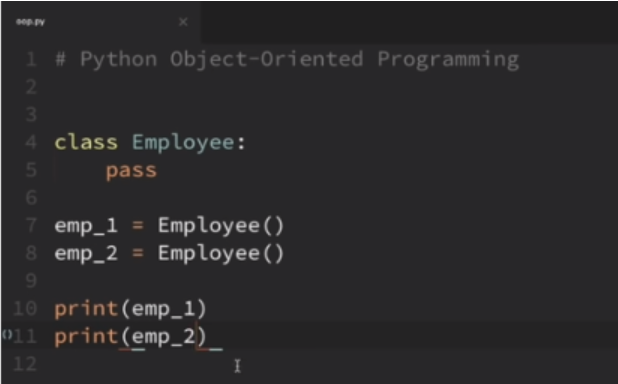 oop.py ×
1 # Python Object-Oriented Programming
2
3
4 class Employee:
5     pass
6
7 emp_1 = Employee()
8 emp_2 = Employee()
9
10 print(emp_1)
11 print(emp_2)
12